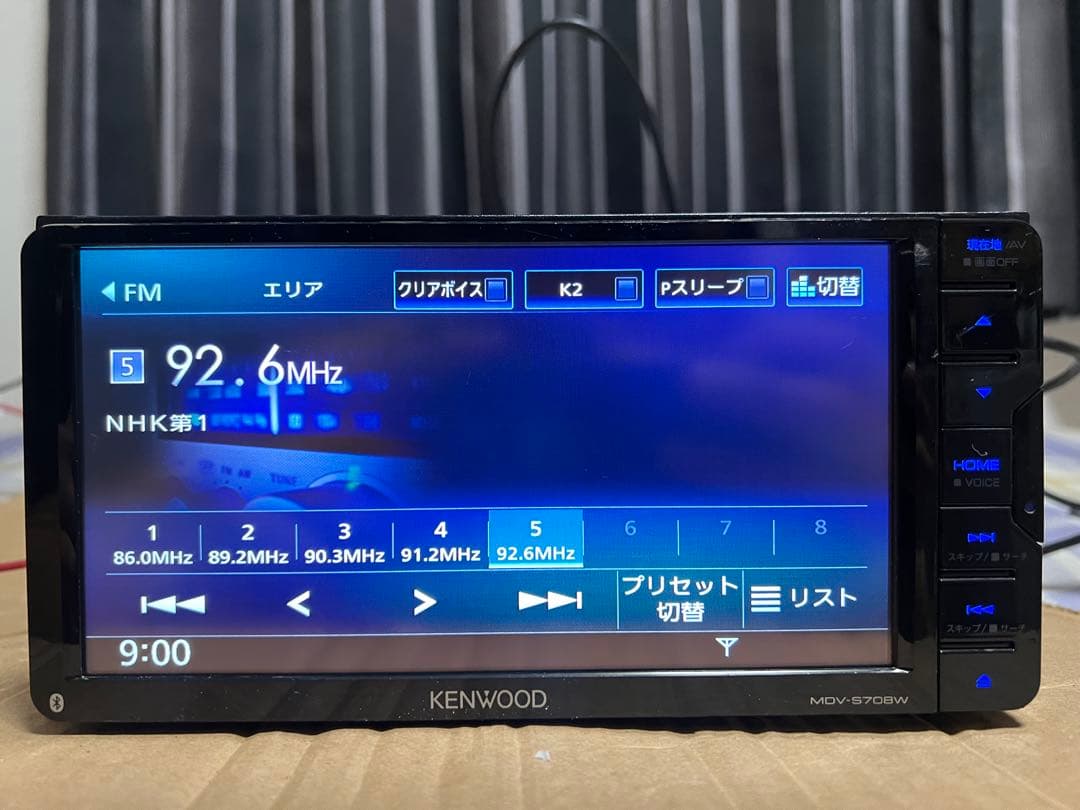 FM エリア クリアボイス K2 Pスリープ 切替
5 92.6MHz
NHK第1
TUNE
1 2 3 4 5 6 7 8
86.0MHz 89.2MHz 90.3MHz 91.2MHz 92.6MHz
プリセット切替 リスト
9:00
KENWOOD
MDV-S708W
現在地/AV
画面OFF
HOME
VOICE
スキップ/サーチ
スキップ/サーチ